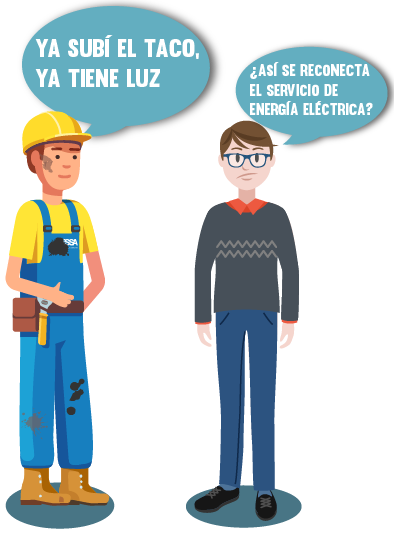 YA SUBÍ EL TACO,
YA TIENE LUZ
¿ASÍ SE RECONECTA
EL SERVICIO DE
ENERGÍA ELÉCTRICA?